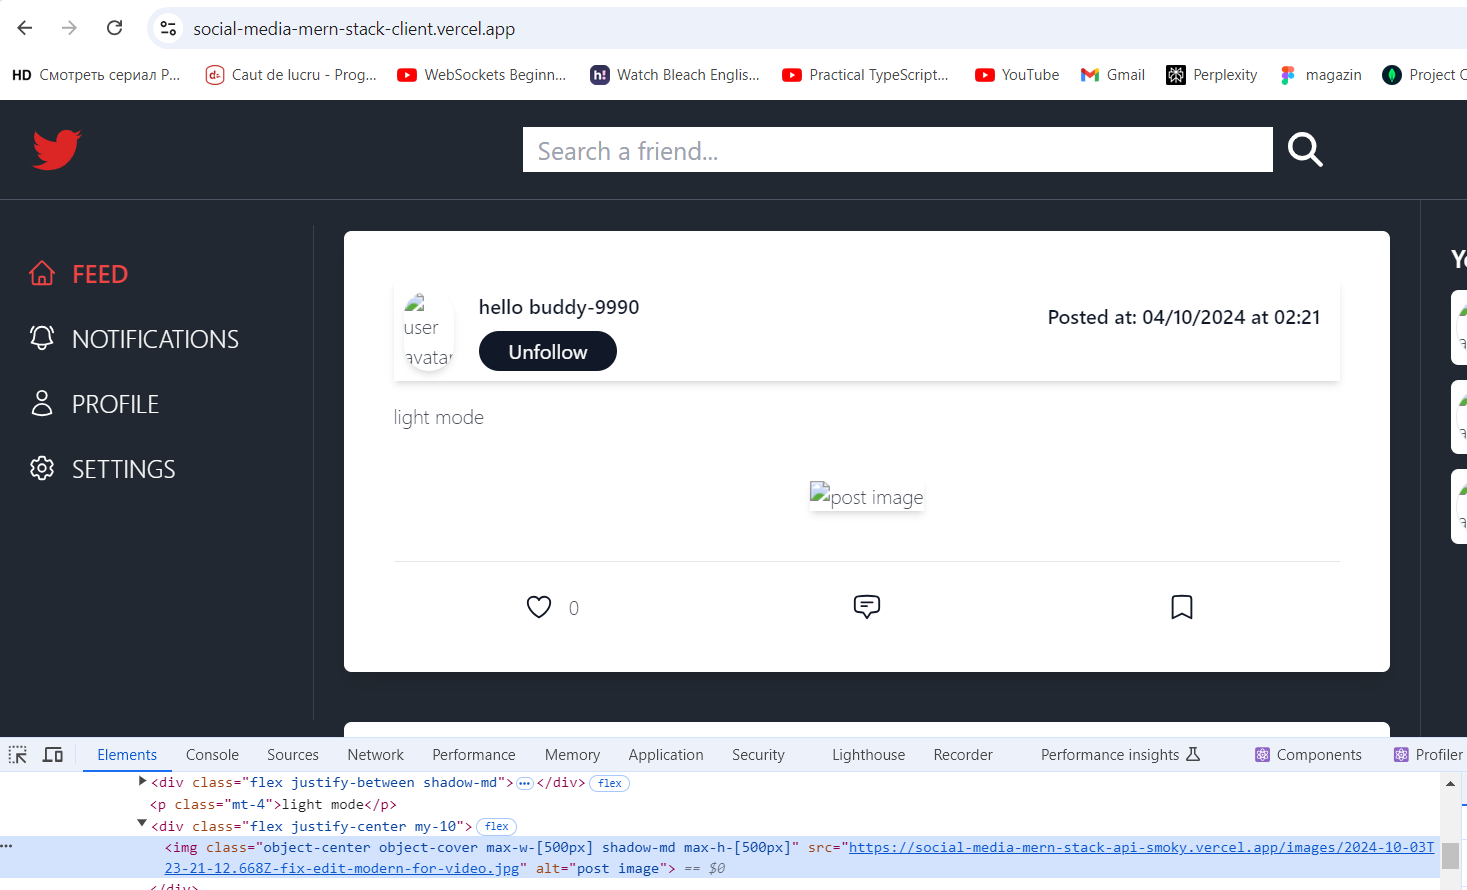 social-media-mern-stack-client.vercel.app
HD Смотреть сериал Р... Caut de lucru - Prog... WebSockets Beginn... h! Watch Bleach Englis... Practical TypeScript... YouTube Gmail Perplexity magazin Project
Search a friend...
FEED
NOTIFICATIONS
PROFILE
SETTINGS
user
avatar
hello buddy-9990
Unfollow
Posted at: 04/10/2024 at 02:21
light mode
post image
0
Elements Console Sources Network Performance Memory Application Security Lighthouse Recorder Performance insights Components Profiler
<div class="flex justify-between shadow-md">...</div> flex
<p class="mt-4">light mode</p>
<div class="flex justify-center my-10"> flex
<img class="object-center object-cover max-w-[500px] shadow-md max-h-[500px]" src="https://social-media-mern-stack-api-smoky.vercel.app/images/2024-10-03T
23-21-12.668Z-fix-edit-modern-for-video.jpg" alt="post image"> == $0
</div>